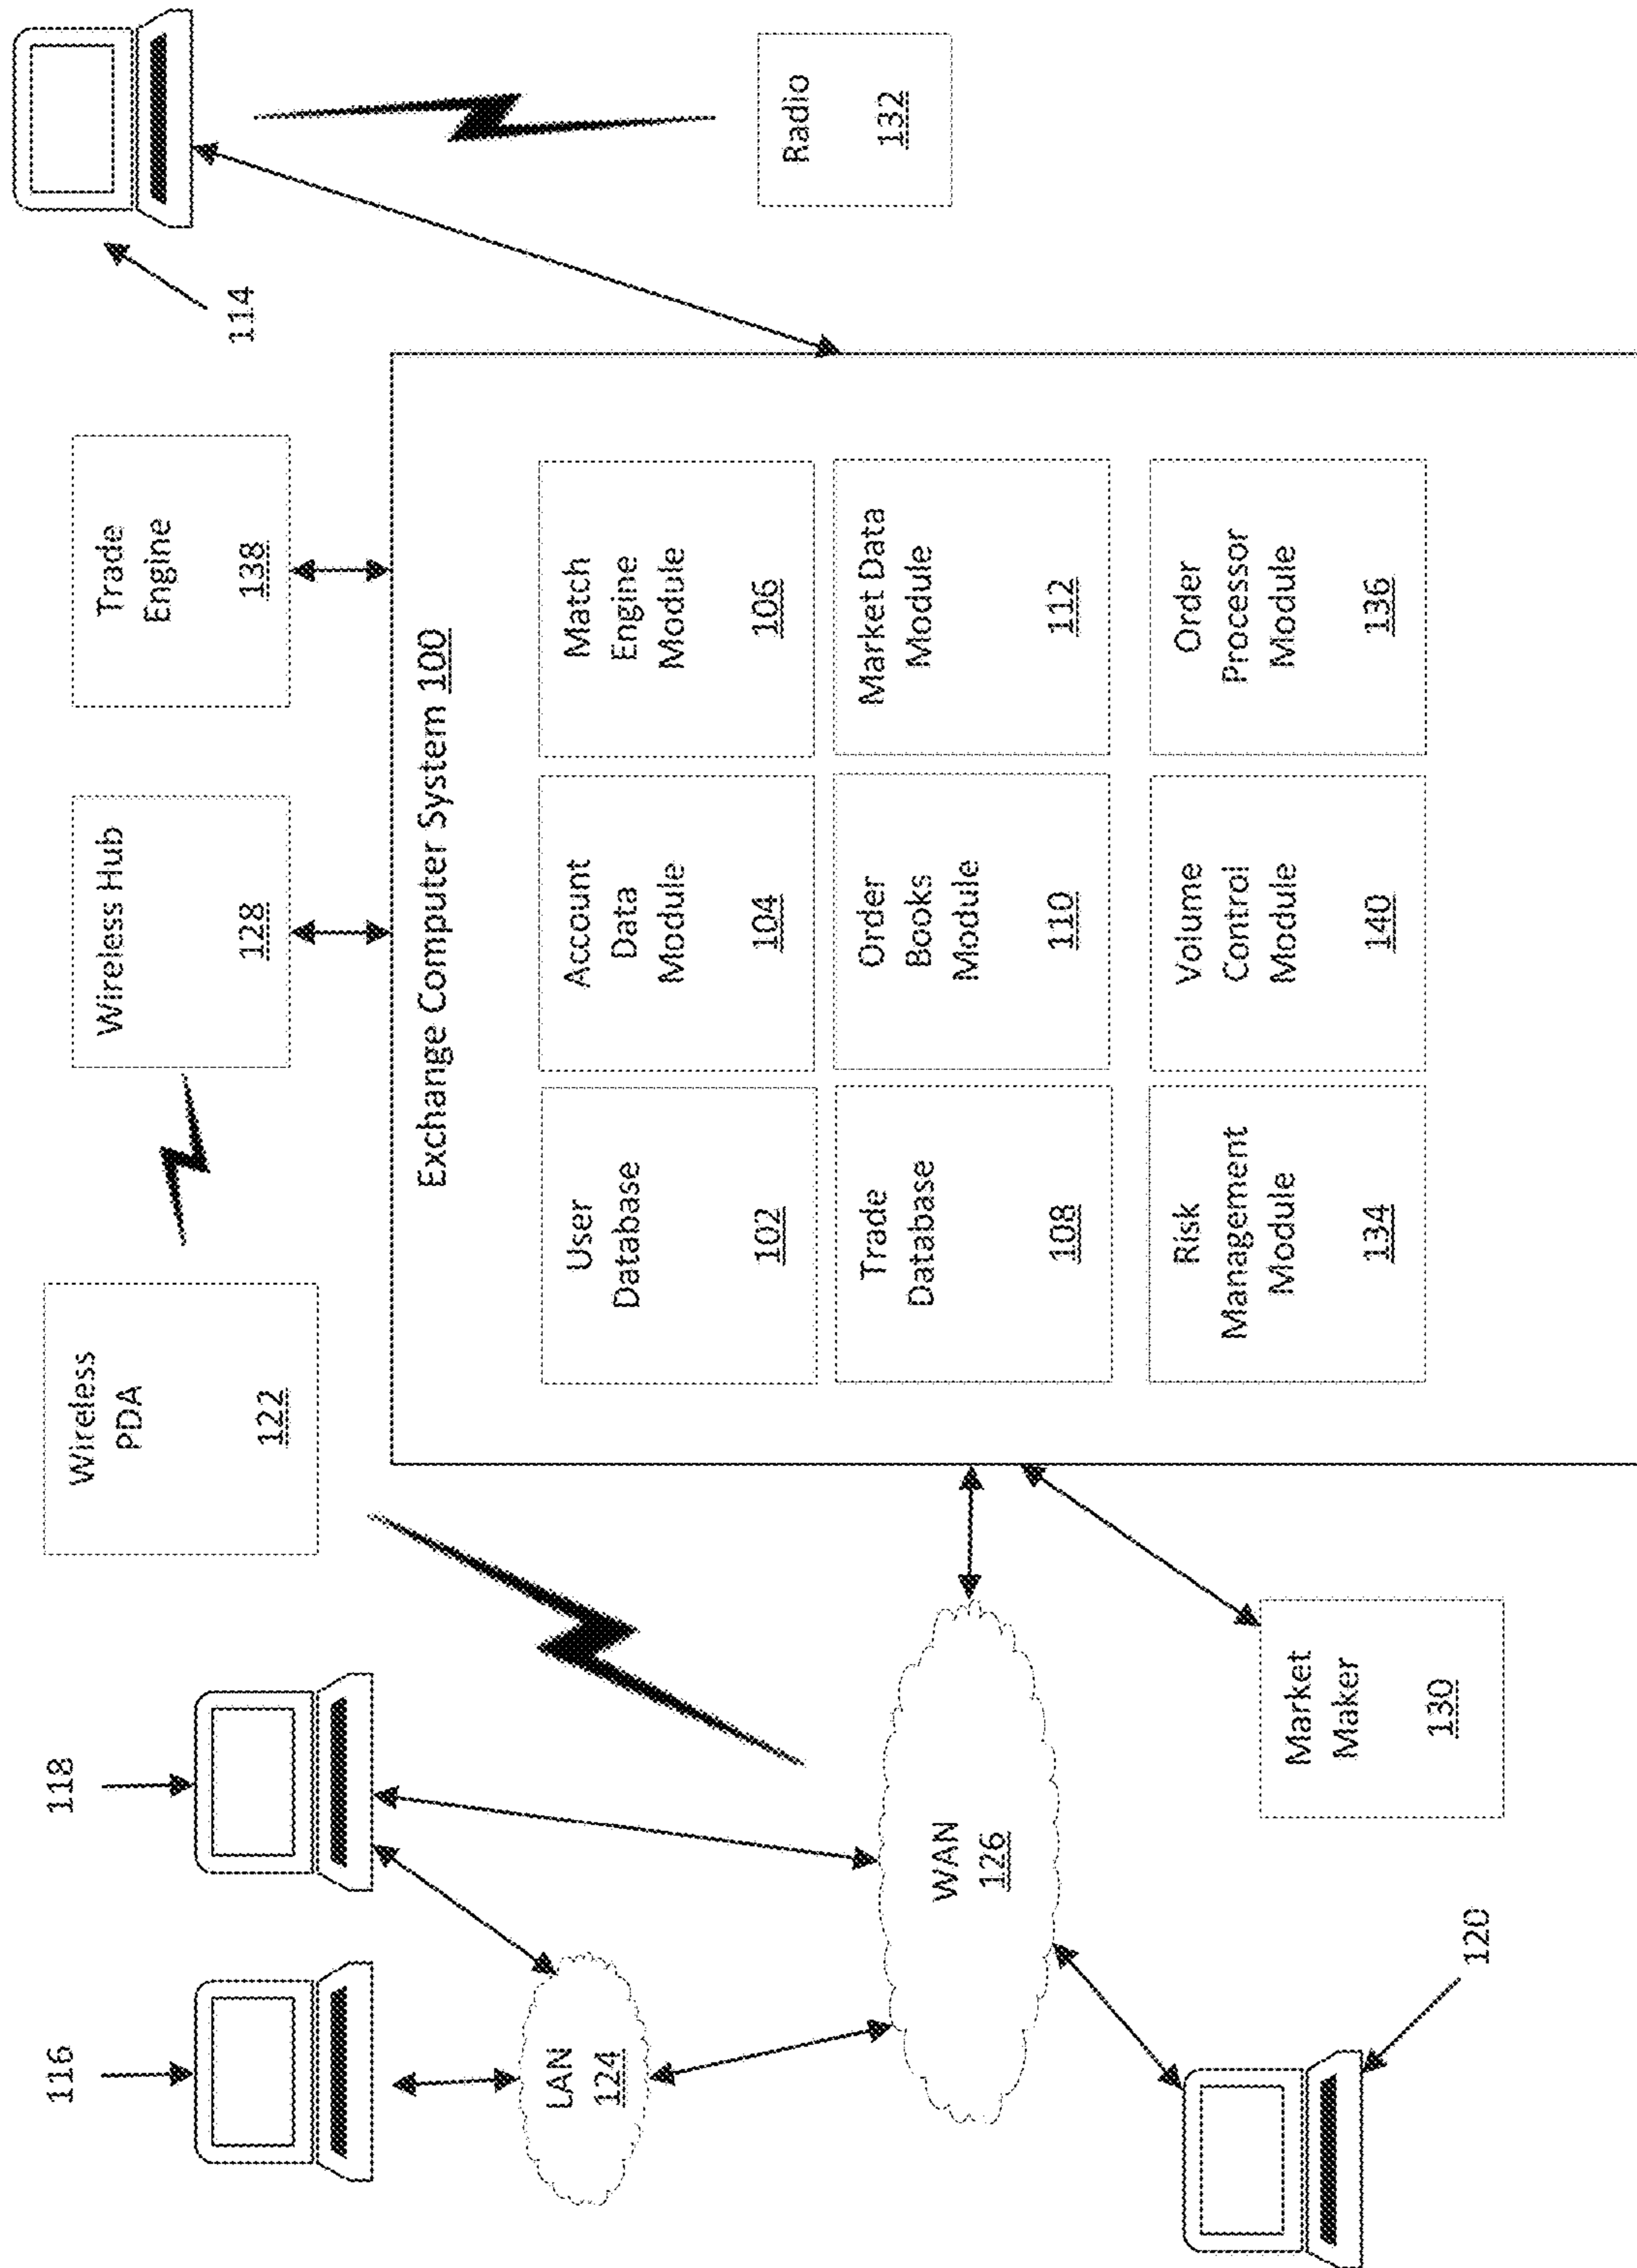 116
118
LAN
124
WAN
126
120
Market
Maker
130
Wireless
PDA
122
Wireless Hub
128
Trade
Engine
138
114
Radio
132
Exchange Computer System 100
User
Database
102
Account
Data
Module
104
Match
Engine
Module
106
Trade
Database
108
Order
Books
Module
110
Market Data
Module
112
Risk
Management
Module
134
Volume
Control
Module
140
Order
Processor
Module
136